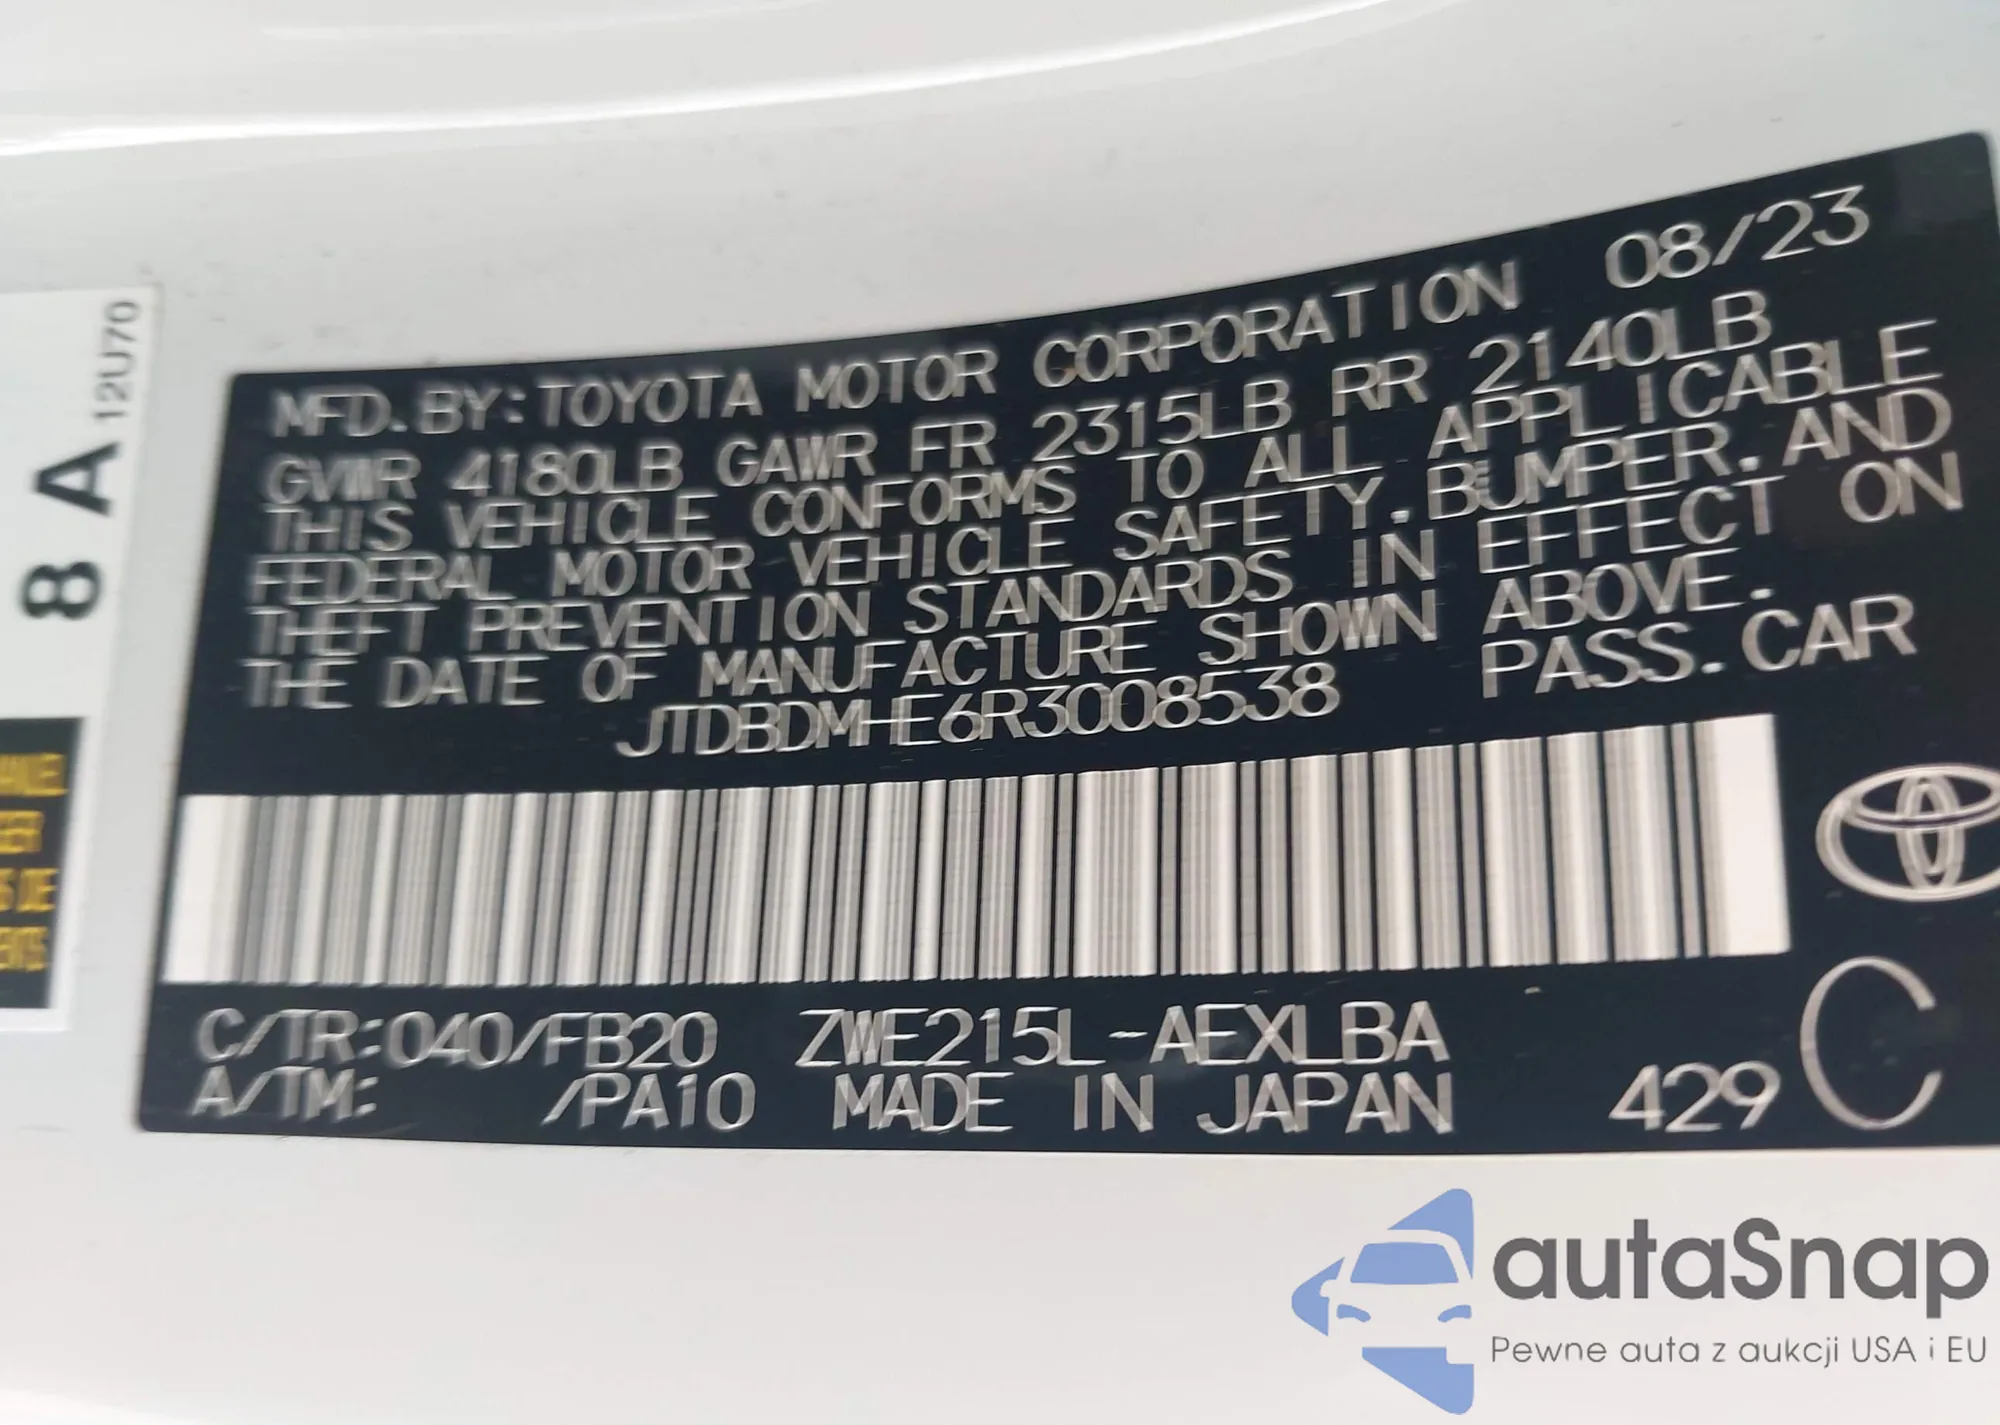 MFD.BY:TOYOTA MOTOR CORPORATION 08/23
GVWR 4180LB GAWR FR 2315LB RR 2140LB
THIS VEHICLE CONFORMS TO ALL APPLICABLE
FEDERAL MOTOR VEHICLE SAFETY,BUMPER,AND
THEFT PREVENTION STANDARDS IN EFFECT ON
THE DATE OF MANUFACTURE SHOWN ABOVE.
JTDBDMHE6R3008538 PASS.CAR
C/TR:040/FB20 ZWE215L-AEXLBA
A/TM: /PA10 MADE IN JAPAN 429 C
8 A 12U70
autaSnap
Pewne auta z aukcji USA i EU